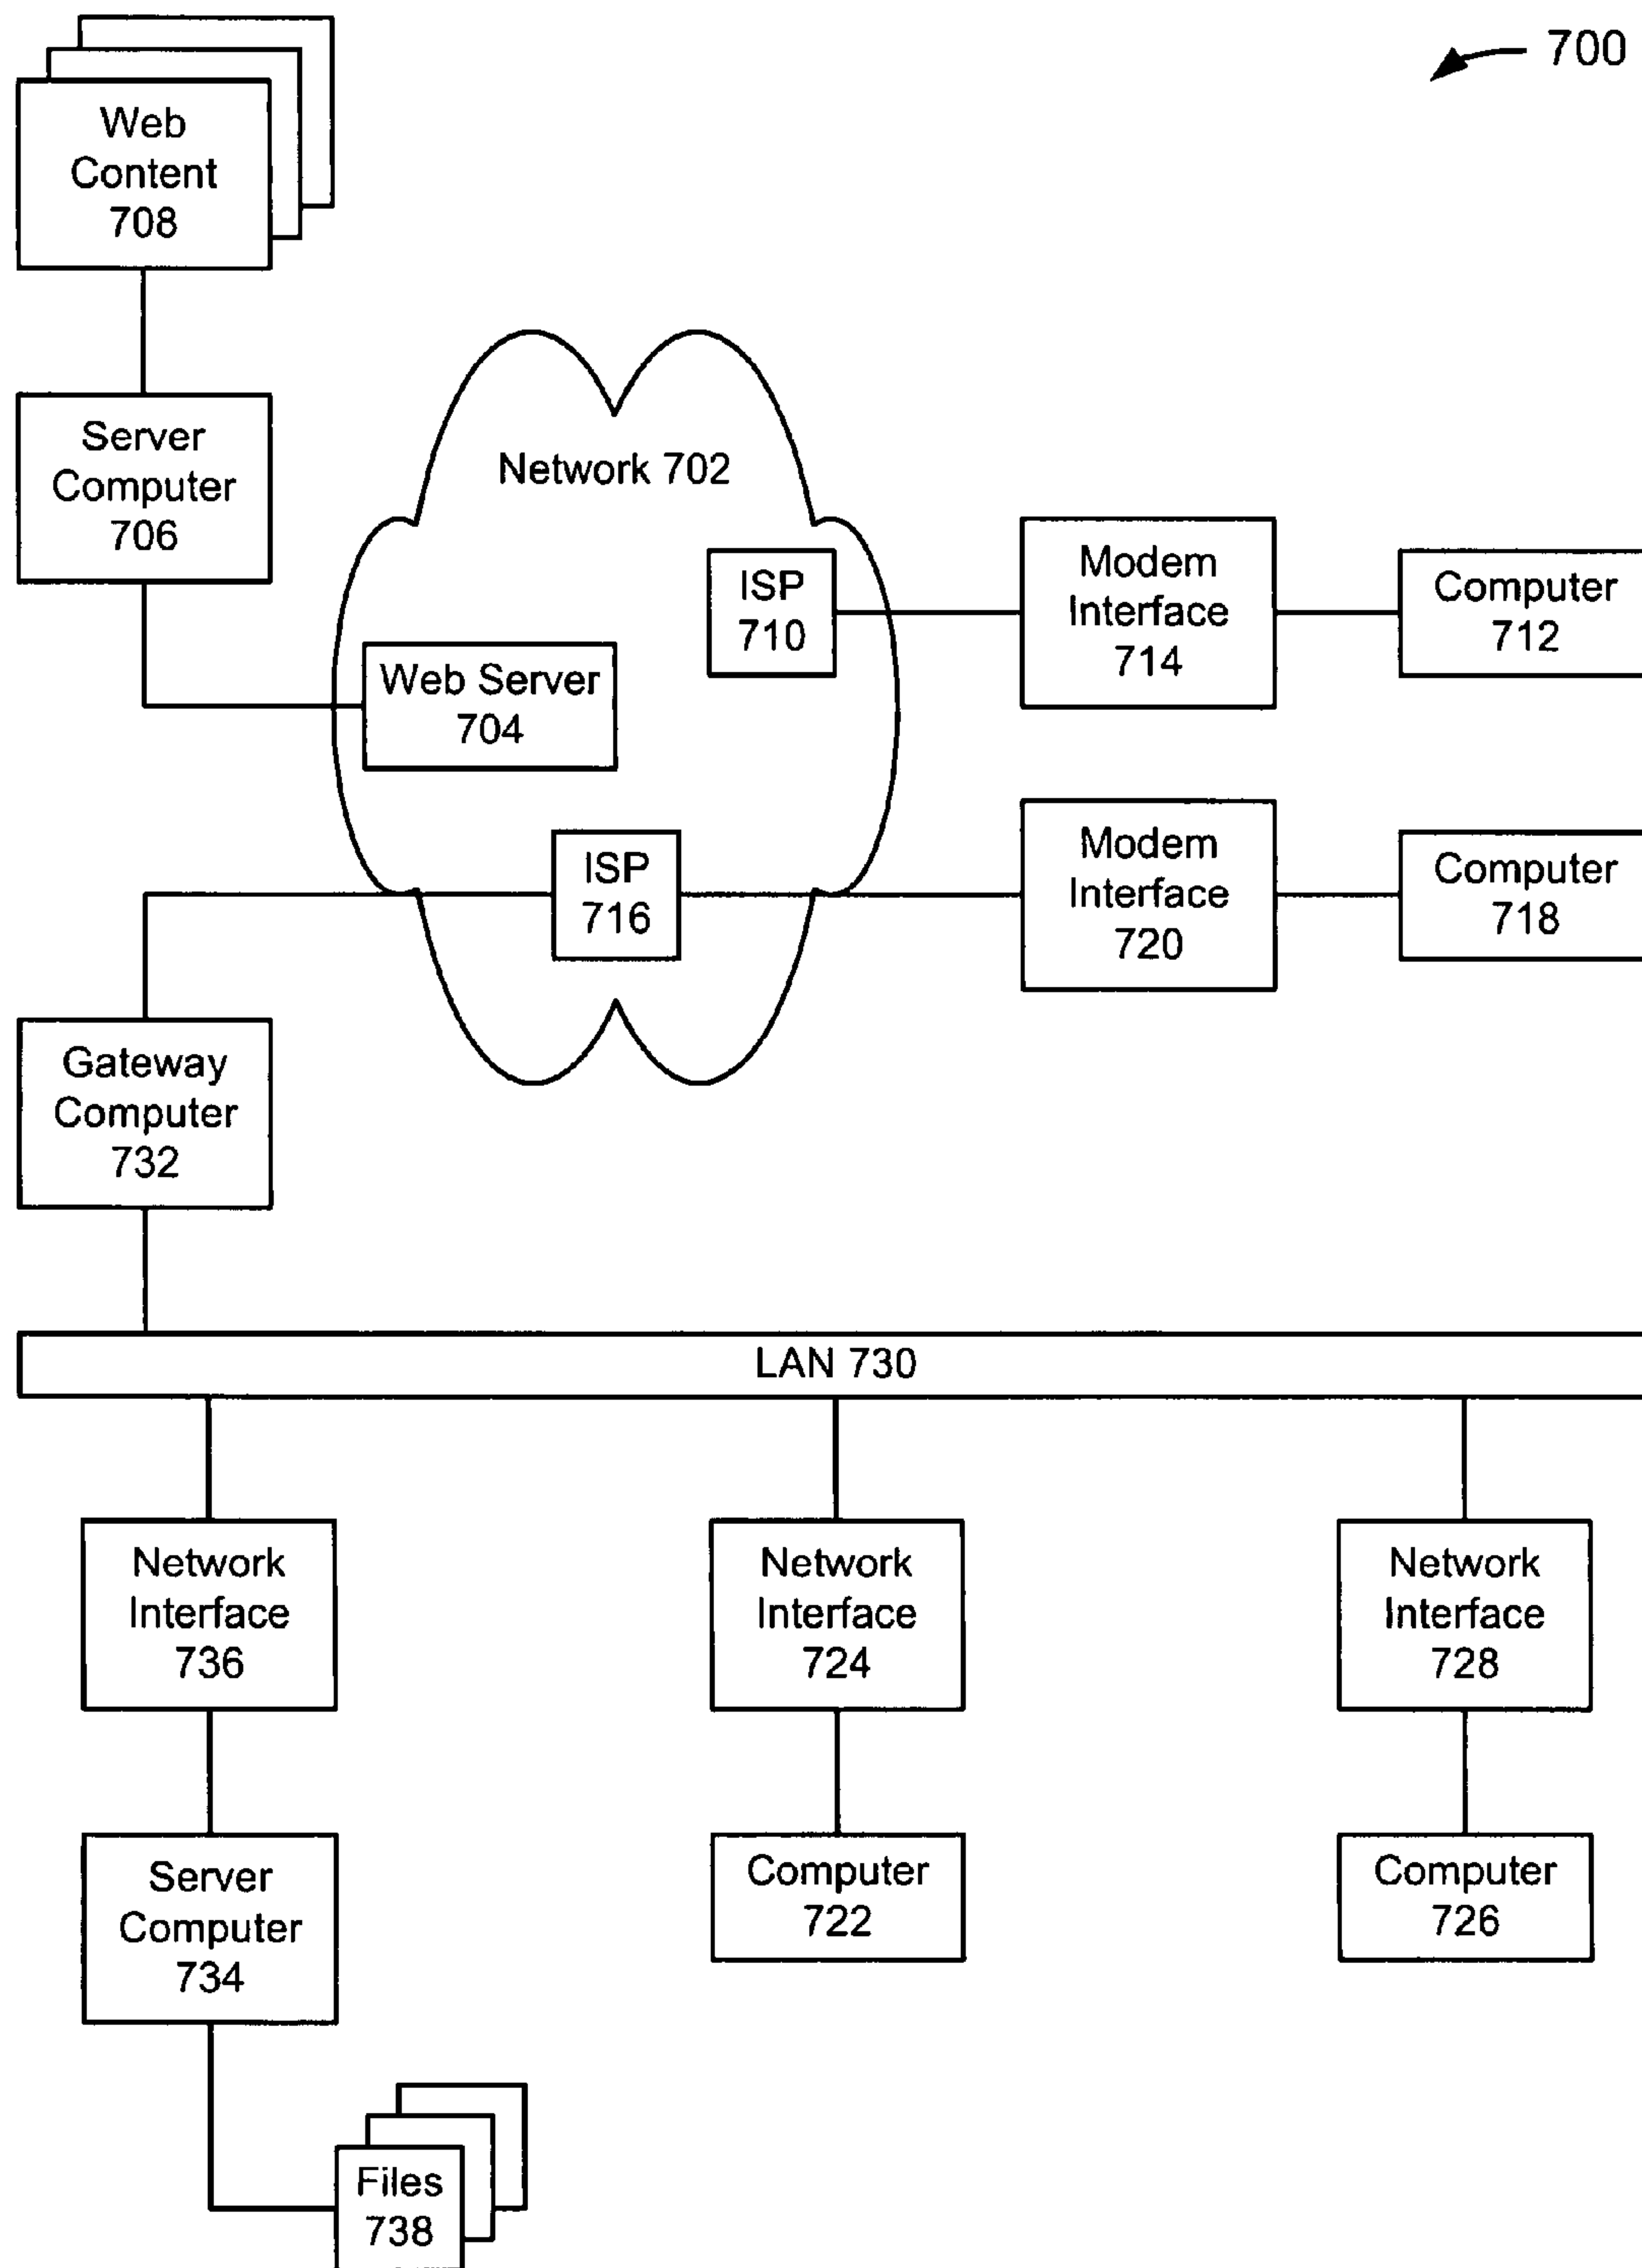 700
Web
Content
708
Server
Computer
706
Network 702
ISP
710
Modem
Interface
714
Computer
712
Web Server
704
ISP
716
Modem
Interface
720
Computer
718
Gateway
Computer
732
LAN 730
Network
Interface
736
Network
Interface
724
Network
Interface
728
Server
Computer
734
Computer
722
Computer
726
Files
738